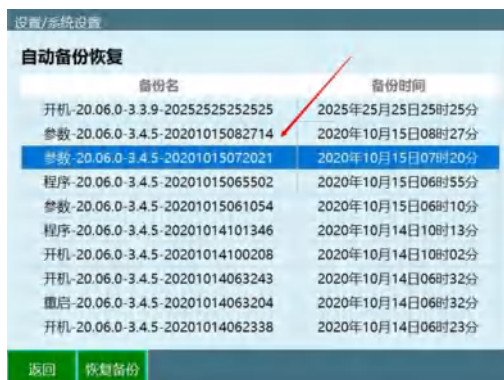 设置/系统设置
自动备份恢复
备份名 备份时间
开机-20.06.0-3.3.9-20252525252525 2025年25月25日25时25分
参数-20.06.0-3.4.5-20201015082714 2020年10月15日08时27分
参数-20.06.0-3.4.5-20201015072021 2020年10月15日07时20分
程序-20.06.0-3.4.5-20201015065502 2020年10月15日06时55分
参数-20.06.0-3.4.5-20201015061054 2020年10月15日06时10分
程序-20.06.0-3.4.5-20201014101346 2020年10月14日10时13分
开机-20.06.0-3.4.5-20201014100208 2020年10月14日10时02分
开机-20.06.0-3.4.5-20201014063243 2020年10月14日06时32分
重启-20.06.0-3.4.5-20201014063204 2020年10月14日06时32分
开机-20.06.0-3.4.5-20201014062338 2020年10月14日06时23分
返回 恢复备份